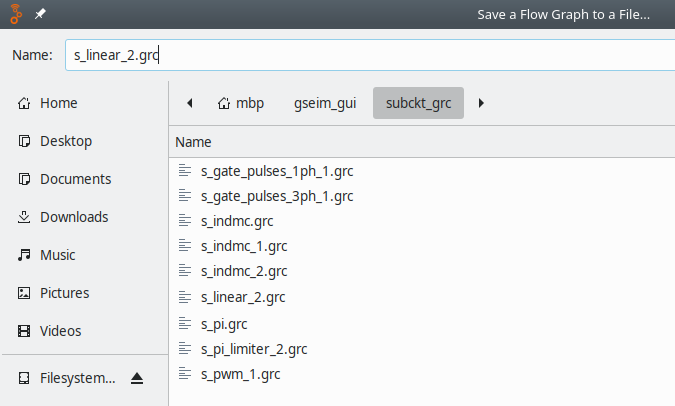 Save a Flow Graph to a File...
Name: s_linear_2.grc
Home
mbp gseim_gui subckt_grc
Desktop
Name
Documents
s_gate_pulses_1ph_1.grc
s_gate_pulses_3ph_1.grc
Downloads
s_indmc.grc
Music
s_indmc_1.grc
s_indmc_2.grc
Pictures
s_linear_2.grc
Videos
s_pi.grc
s_pi_limiter_2.grc
Filesystem...
s_pwm_1.grc